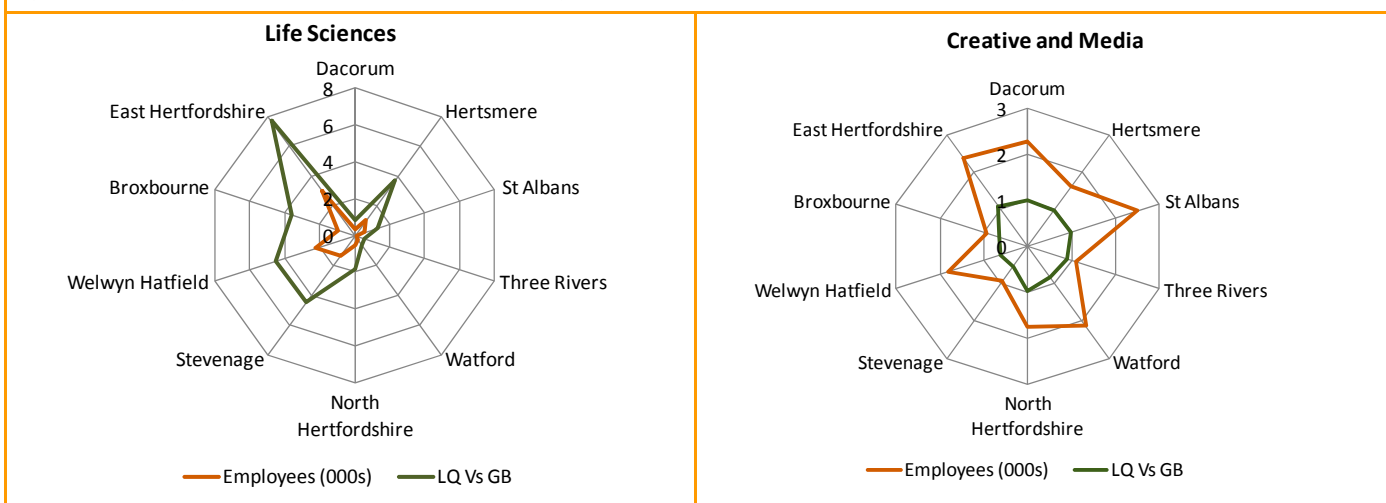 Life Sciences
Dacorum
8
East Hertfordshire
Hertsmere
6
4
Broxbourne
St Albans
2
0
Welwyn Hatfield
Three Rivers
Stevenage
Watford
North
Hertfordshire
Employees (000s)
LQ Vs GB
Creative and Media
Dacorum
3
East Hertfordshire
Hertsmere
2
Broxbourne
St Albans
1
0
Welwyn Hatfield
Three Rivers
Stevenage
Watford
North
Hertfordshire
Employees (000s)
LQ Vs GB